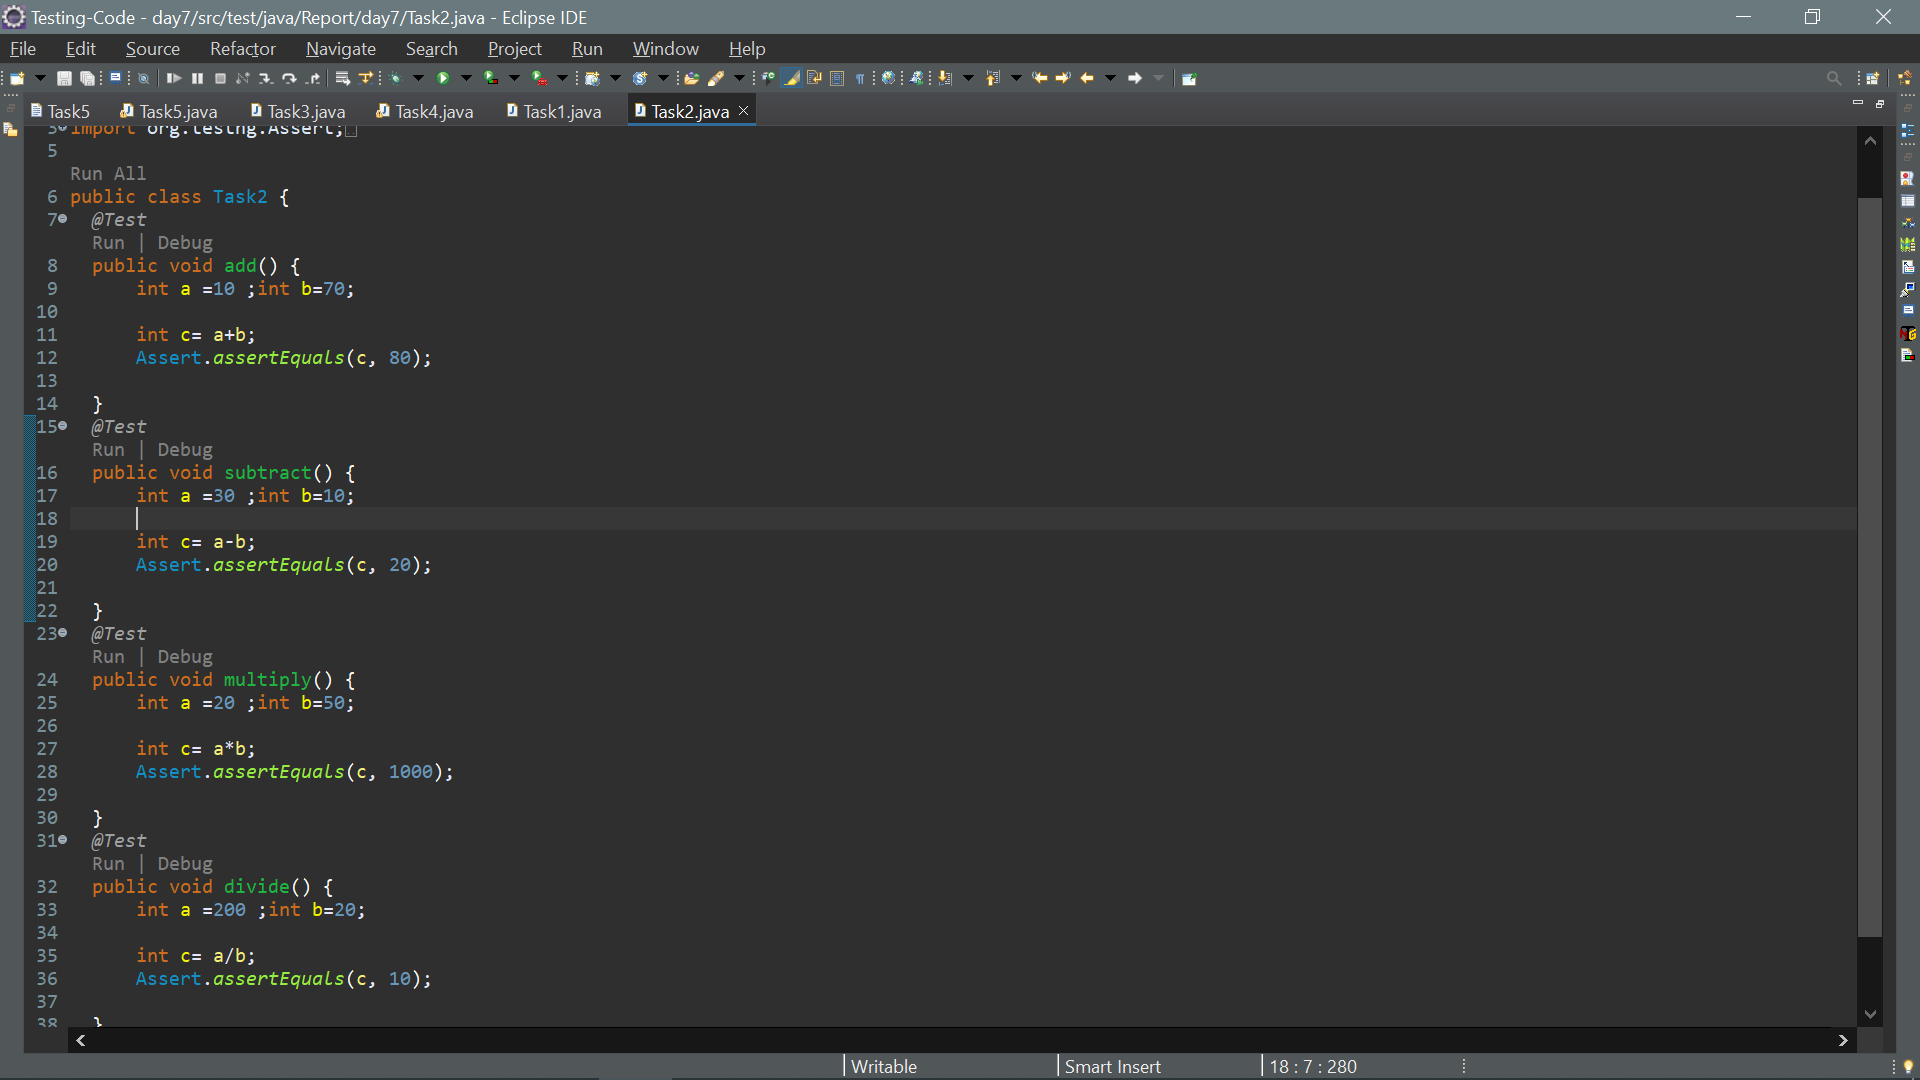 Testing-Code - day7/src/test/java/Report/day7/Task2.java - Eclipse IDE
File Edit Source Refactor Navigate Search Project Run Window Help
Task5 Task5.java Task3.java Task4.java Task1.java Task2.java
3 import org.testng.Assert;
5
Run All
6 public class Task2 {
7 @Test
Run | Debug
8 public void add() {
9 int a =10 ;int b=70;
10
11 int c= a+b;
12 Assert.assertEquals(c, 80);
13
14 }
15 @Test
Run | Debug
16 public void subtract() {
17 int a =30 ;int b=10;
18
19 int c= a-b;
20 Assert.assertEquals(c, 20);
21
22 }
23 @Test
Run | Debug
24 public void multiply() {
25 int a =20 ;int b=50;
26
27 int c= a*b;
28 Assert.assertEquals(c, 1000);
29
30 }
31 @Test
Run | Debug
32 public void divide() {
33 int a =200 ;int b=20;
34
35 int c= a/b;
36 Assert.assertEquals(c, 10);
37
38 }
Writable Smart Insert 18 : 7 : 280